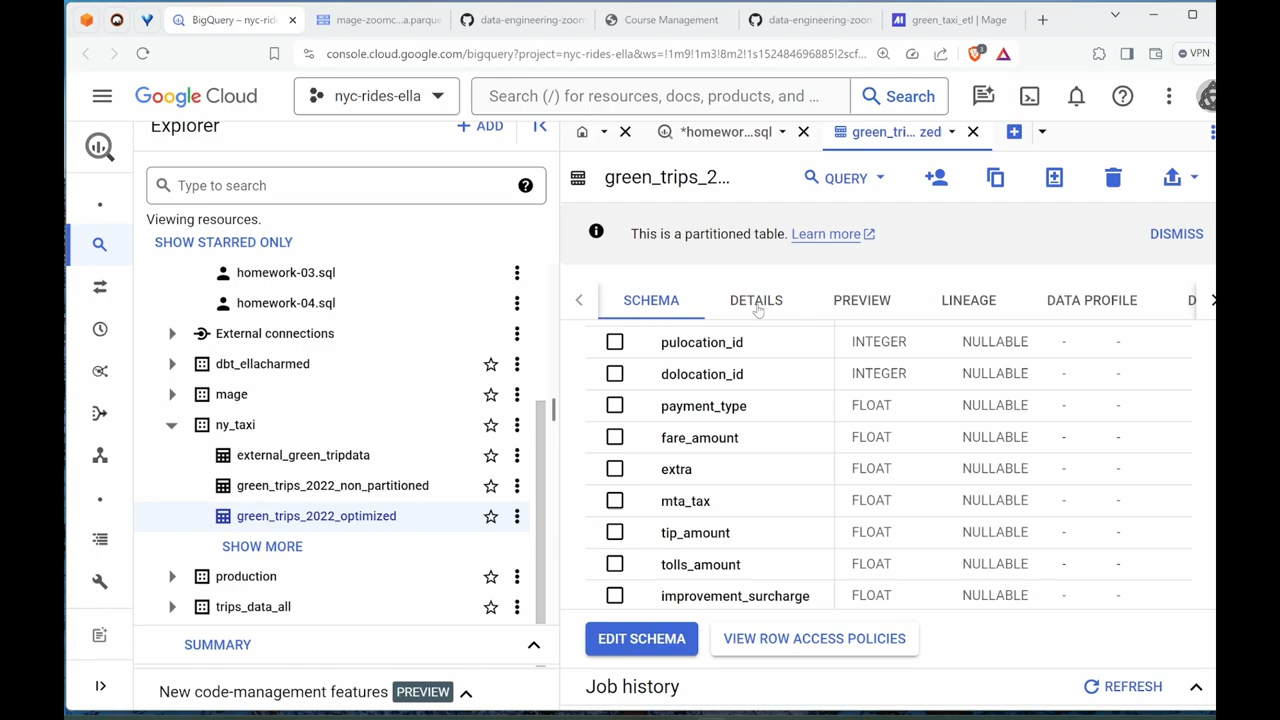 BigQuery – nyc-rid
mage-zoomc...a.parque
data-engineering-zoom
Course Management
data-engineering-zoom
green_taxi_etl | Mage
console.cloud.google.com/bigquery?project=nyc-rides-ella&ws=!1m9!1m3!8m2!1s152484696885!2scf...
VPN
Google Cloud
nyc-rides-ella
Search (/) for resources, docs, products, and ...
Search
Explorer
+ ADD
*homewor...sql
green_tri... zed
Type to search
green_trips_2...
QUERY
Viewing resources.
SHOW STARRED ONLY
This is a partitioned table. Learn more
DISMISS
homework-03.sql
homework-04.sql
External connections
dbt_ellacharmed
mage
ny_taxi
external_green_tripdata
green_trips_2022_non_partitioned
green_trips_2022_optimized
SHOW MORE
production
trips_data_all
SUMMARY
New code-management features PREVIEW
SCHEMA DETAILS PREVIEW LINEAGE DATA PROFILE D
pulocation_id INTEGER NULLABLE - -
dolocation_id INTEGER NULLABLE - -
payment_type FLOAT NULLABLE - -
fare_amount FLOAT NULLABLE - -
extra FLOAT NULLABLE - -
mta_tax FLOAT NULLABLE - -
tip_amount FLOAT NULLABLE - -
tolls_amount FLOAT NULLABLE - -
improvement_surcharge FLOAT NULLABLE - -
EDIT SCHEMA
VIEW ROW ACCESS POLICIES
Job history
REFRESH